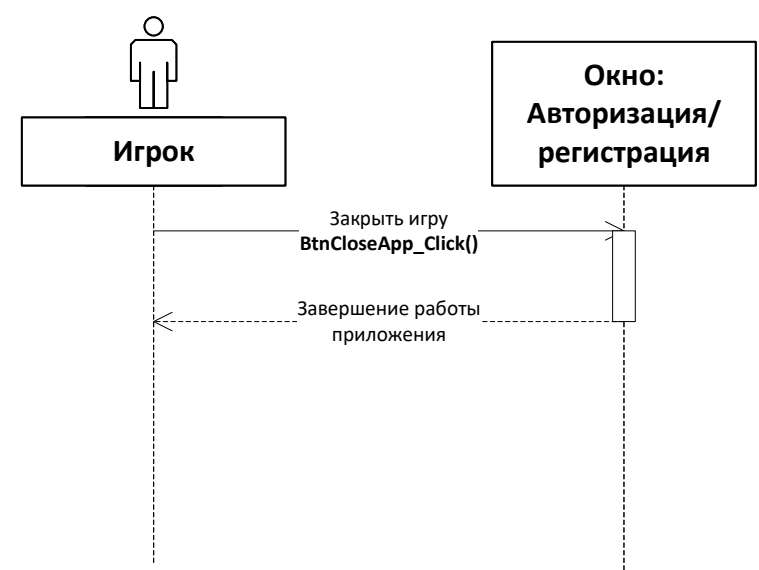 Игрок
Окно:
Авторизация/
регистрация
Закрыть игру
BtnCloseApp_Click()
Завершение работы
приложения